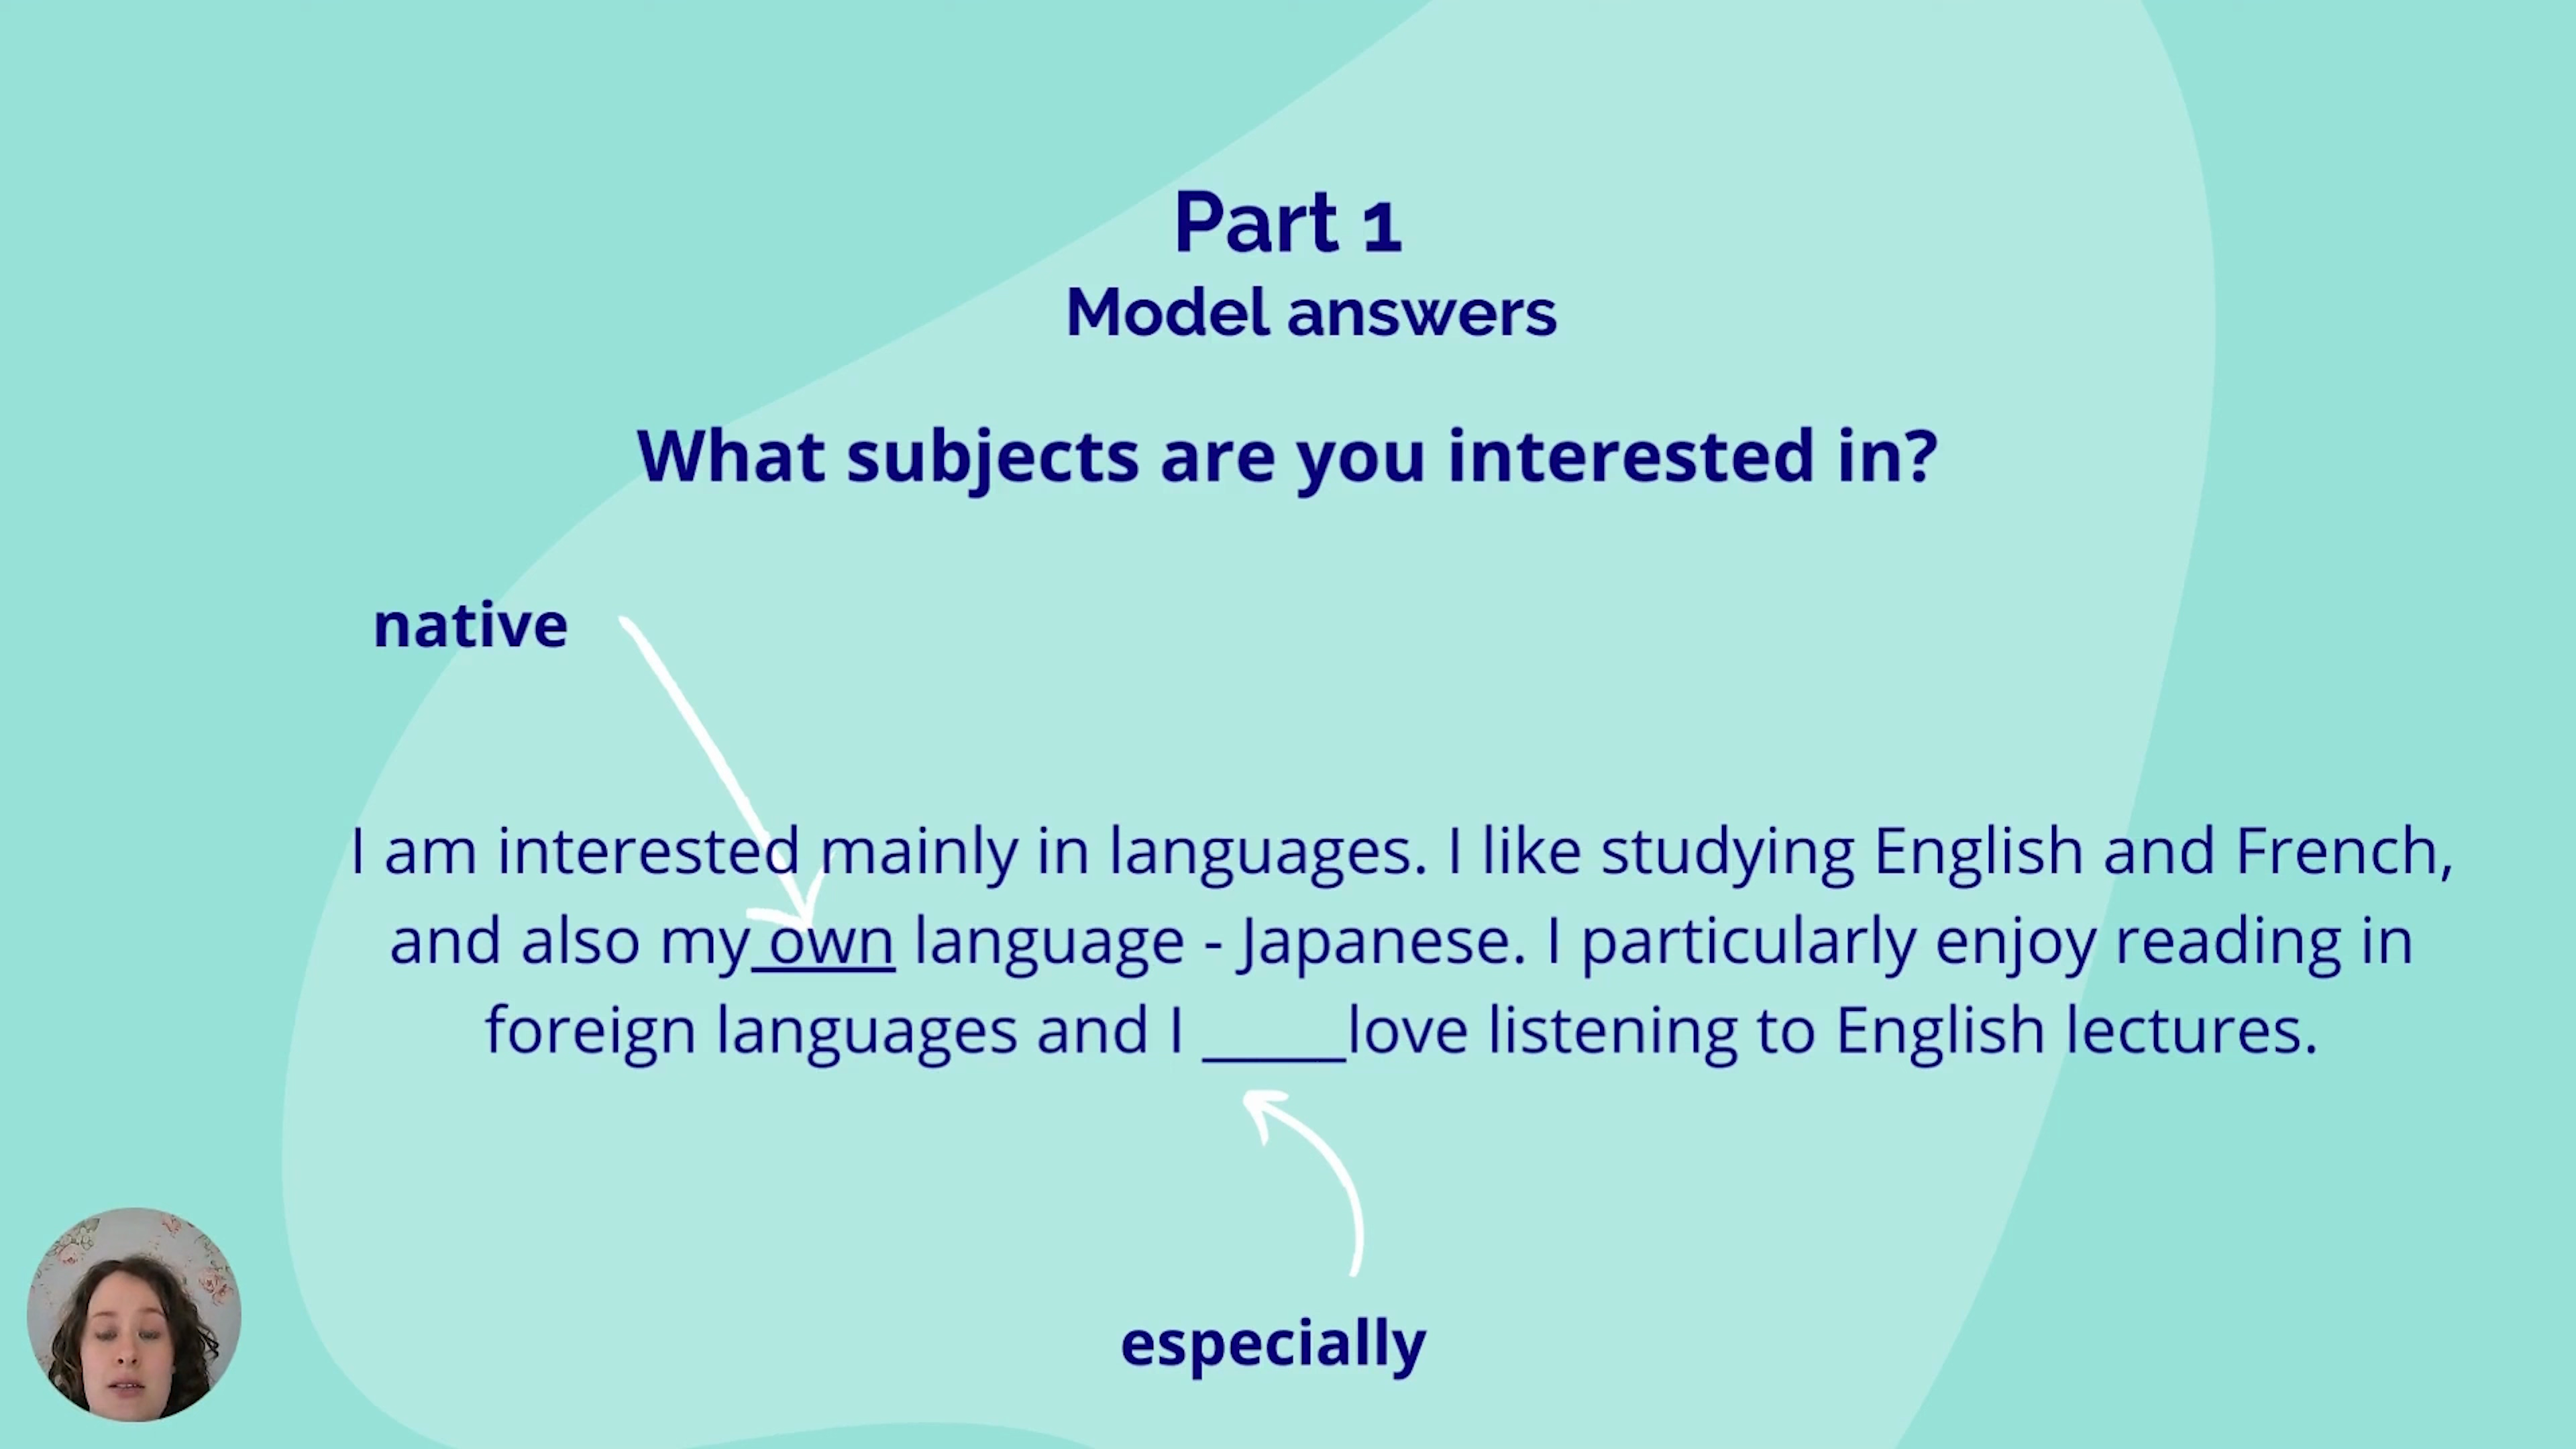 Part 1
Model answers
What subjects are you interested in?
native
I am interested mainly in languages. I like studying English and French,
and also my own language - Japanese. I particularly enjoy reading in
foreign languages and I _____love listening to English lectures.
especially